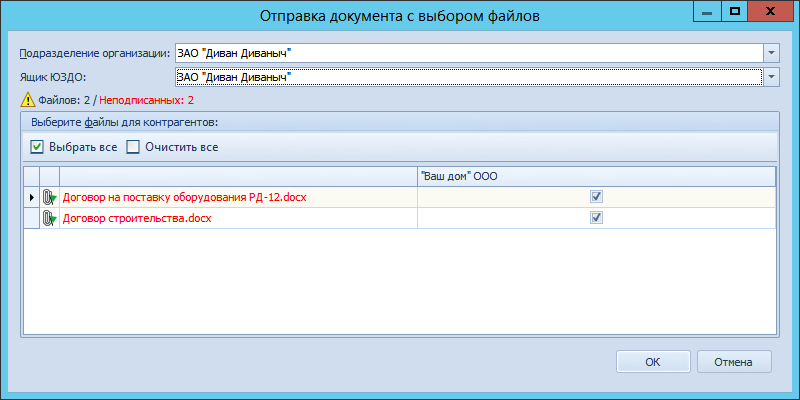 Отправка документа с выбором файлов
Подразделение организации: ЗАО "Диван Диваныч"
Ящик ЮЗДО: ЗАО "Диван Диваныч"
Файлов: 2 / Неподписанных: 2
Выберите файлы для контрагентов:
Выбрать все Очистить все
"Ваш дом" ООО
Договор на поставку оборудования РД-12.docx
Договор строительства.docx
ОК Отмена